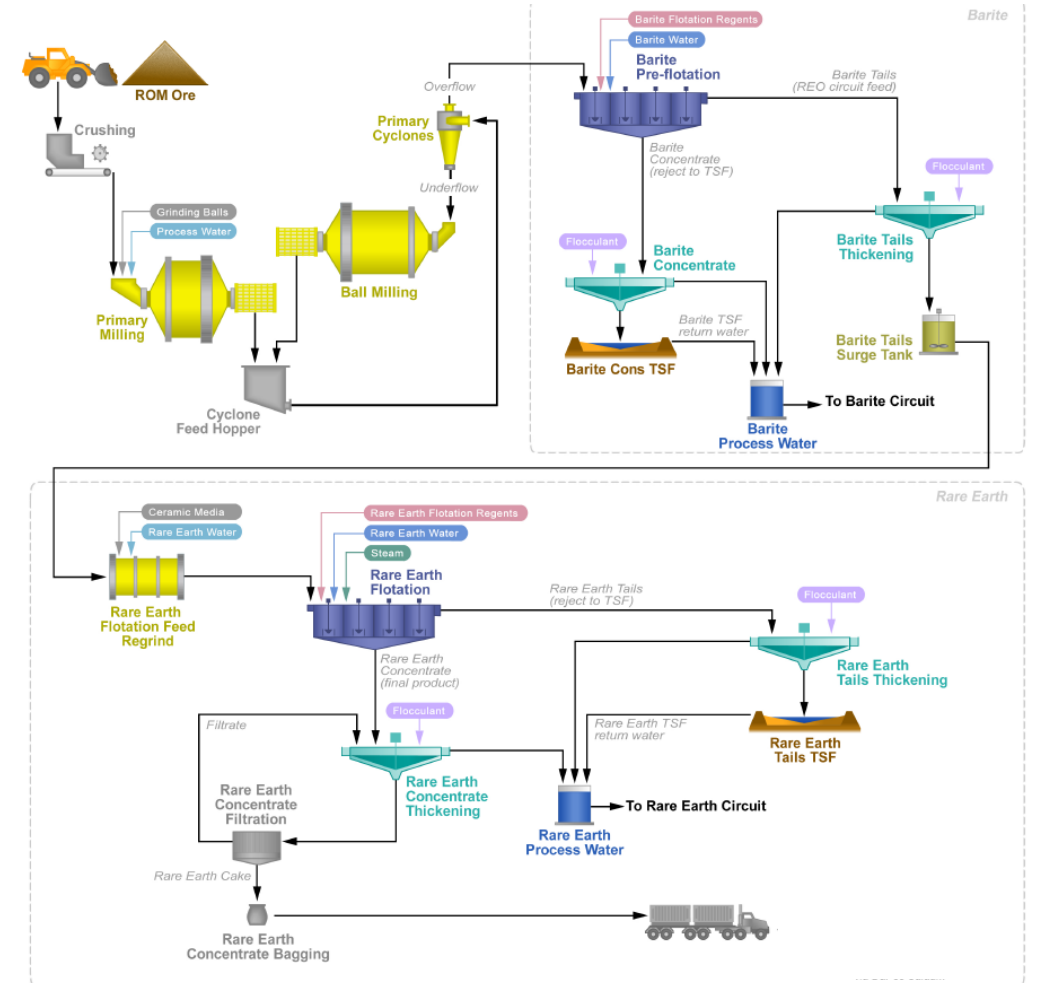 Barite
Barite Flotation Regents
Barite Water
Barite
Pre-flotation
Barite Tails
(REO circuit feed)
ROM Ore
Overflow
Crushing
Primary
Cyclones
Barite
Concentrate
(reject to TSF)
Flocculant
Underflow
Grinding Balls
Process Water
Flocculant
Barite
Concentrate
Barite Tails
Thickening
Ball Milling
Primary
Milling
Barite TSF
return water
Barite Tails
Surge Tank
Barite Cons TSF
To Barite Circuit
Cyclone
Feed Hopper
Barite
Process Water
Rare Earth
Ceramic Media
Rare Earth Water
Rare Earth Flotation Regents
Rare Earth Water
Steam
Rare Earth
Flotation
Rare Earth Tails
(reject to TSF)
Flocculant
Rare Earth
Flotation Feed
Regrind
Rare Earth
Concentrate
(final product)
Rare Earth
Tails Thickening
Flocculant
Filtrate
Rare Earth TSF
return water
Rare Earth
Tails TSF
Rare Earth
Concentrate
Thickening
Rare Earth
Concentrate
Filtration
To Rare Earth Circuit
Rare Earth
Process Water
Rare Earth Cake
Rare Earth
Concentrate Bagging